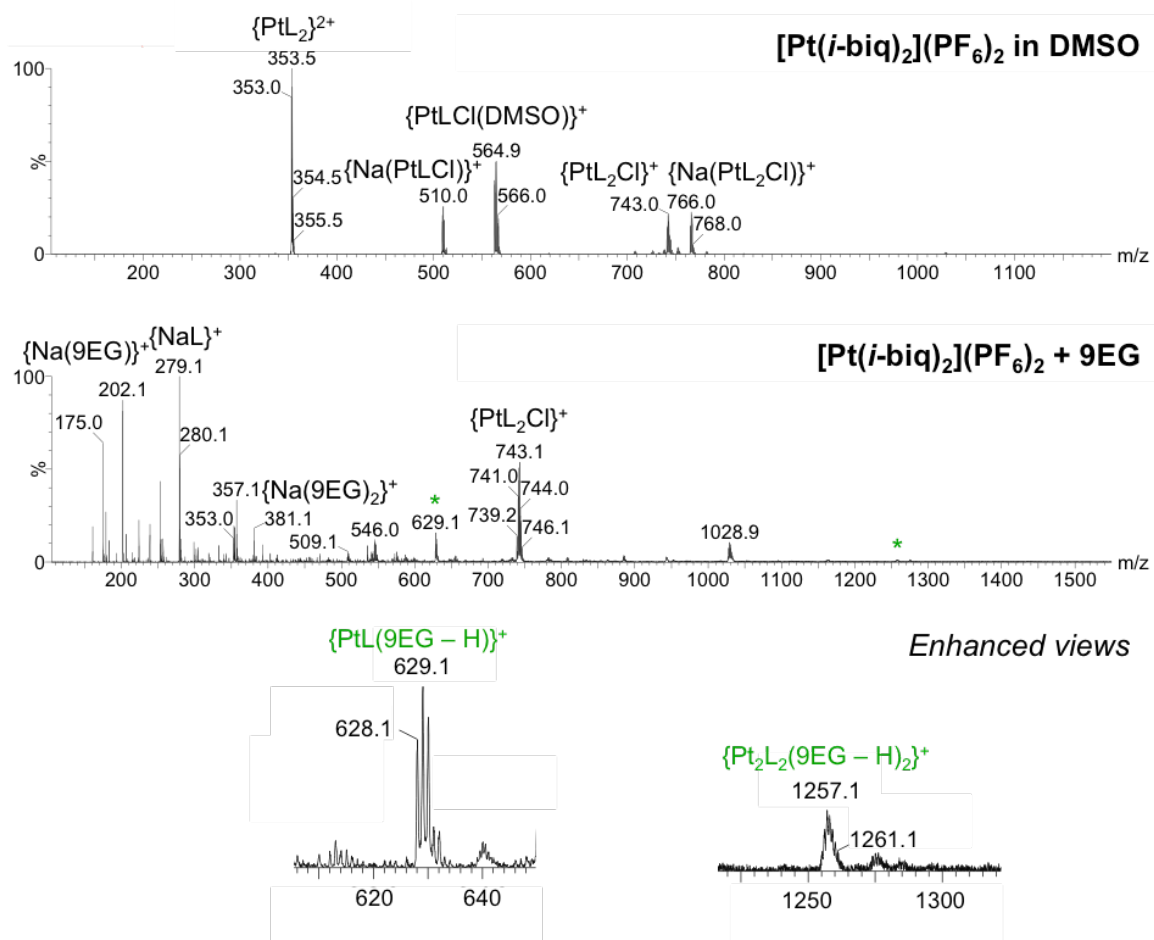 {PtL2}2+
[Pt(i-biq)2](PF6)2 in DMSO
100
353.5
353.0
{PtLCl(DMSO)}+
564.9
%
{Na(PtLCl)}+
{PtL2Cl}+ {Na(PtL2Cl)}+
354.5
510.0
566.0
743.0
766.0
768.0
355.5
0
m/z
200 300 400 500 600 700 800 900 1000 1100
{Na(9EG)}+ {NaL}+
[Pt(i-biq)2](PF6)2 + 9EG
100
279.1
202.1
175.0
{PtL2Cl}+
280.1
743.1
%
357.1
{Na(9EG)2}+
*
741.0
744.0
353.0
381.1
546.0
629.1
739.2
746.1
1028.9
*
509.1
0
m/z
200 300 400 500 600 700 800 900 1000 1100 1200 1300 1400 1500
{PtL(9EG – H)}+
Enhanced views
629.1
628.1
{Pt2L2(9EG – H)2}+
1257.1
1261.1
620 640
1250 1300